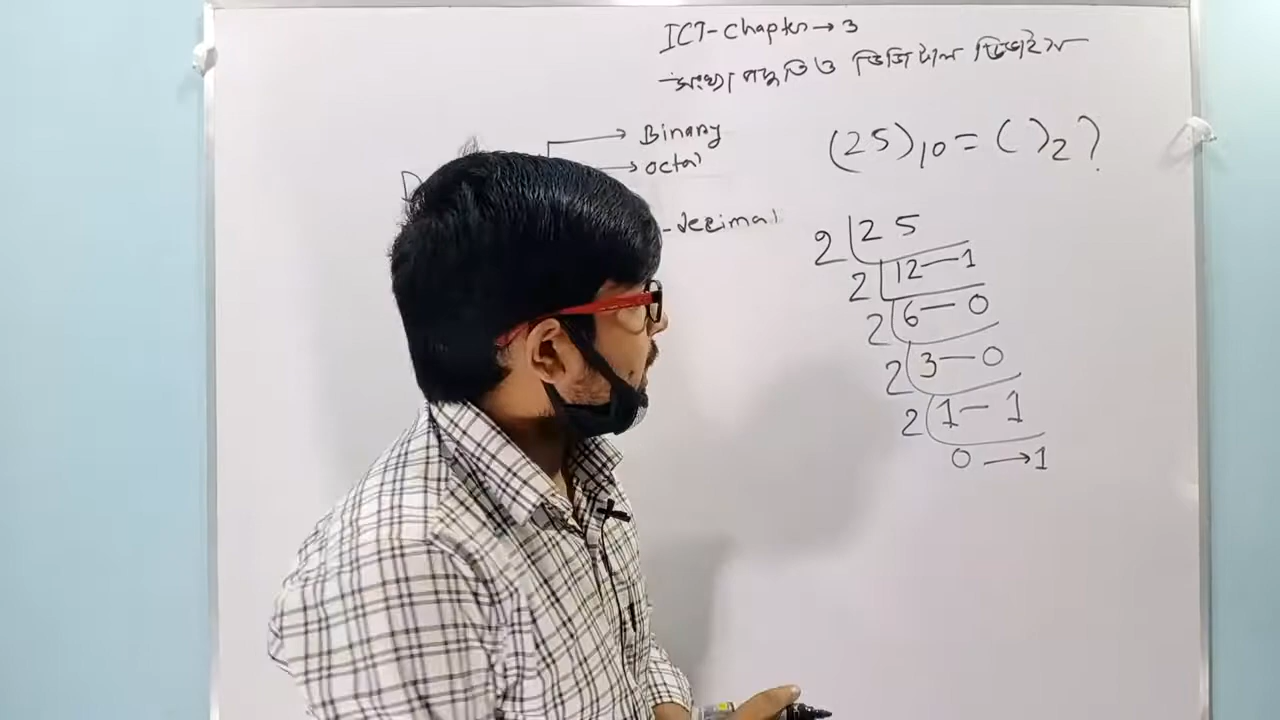 ICT-Chapter→3
সংখ্যা পদ্ধতি ও ডিজিটাল ডিভাইস
Binary
octal
-decimal
(25)10 = ( )2 ?
2 | 25
2 | 12 — 1
2 | 6 — 0
2 | 3 — 0
2 | 1 — 1
0 → 1